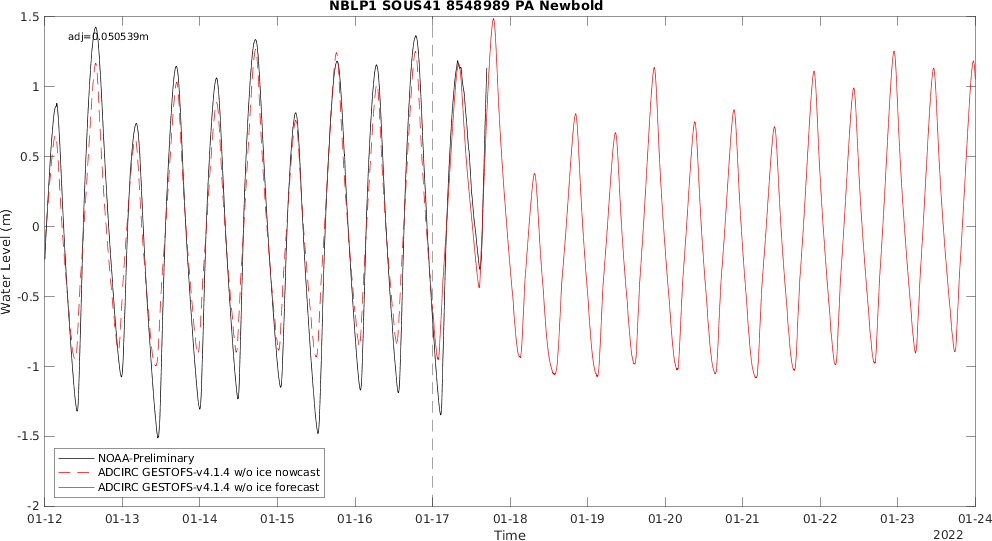 NBLP1 SOUS41 8548989 PA Newbold
adj=0.050539m
1.5
1
0.5
0
-0.5
-1
-1.5
-2
Water Level (m)
NOAA-Preliminary
ADCIRC GESTOFS-v4.1.4 w/o ice nowcast
ADCIRC GESTOFS-v4.1.4 w/o ice forecast
01-12 01-13 01-14 01-15 01-16 01-17 01-18 01-19 01-20 01-21 01-22 01-23 01-24
Time
2022